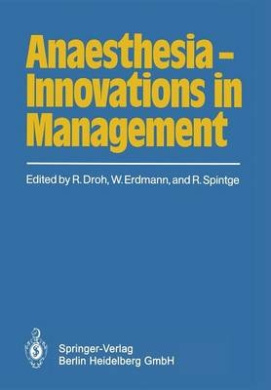 Anaesthesia –
Innovations in
Management
Edited by R. Droh, W. Erdmann, and R. Spintge
Springer-Verlag
Berlin Heidelberg GmbH